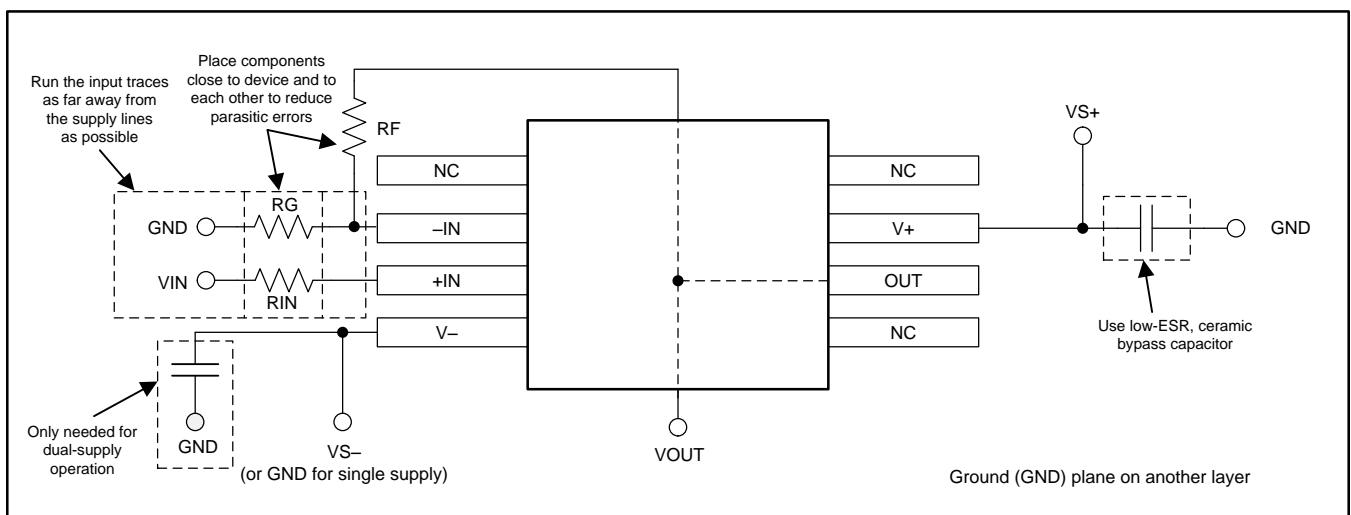 Run the input traces
as far away from
the supply lines
as possible
Place components
close to device and to
each other to reduce
parasitic errors
RF
VS+
NC
NC
RG
GND
–IN
V+
GND
VIN
RIN
+IN
OUT
V–
NC
Use low-ESR, ceramic
bypass capacitor
Only needed for
dual-supply
operation
GND
VS–
(or GND for single supply)
VOUT
Ground (GND) plane on another layer